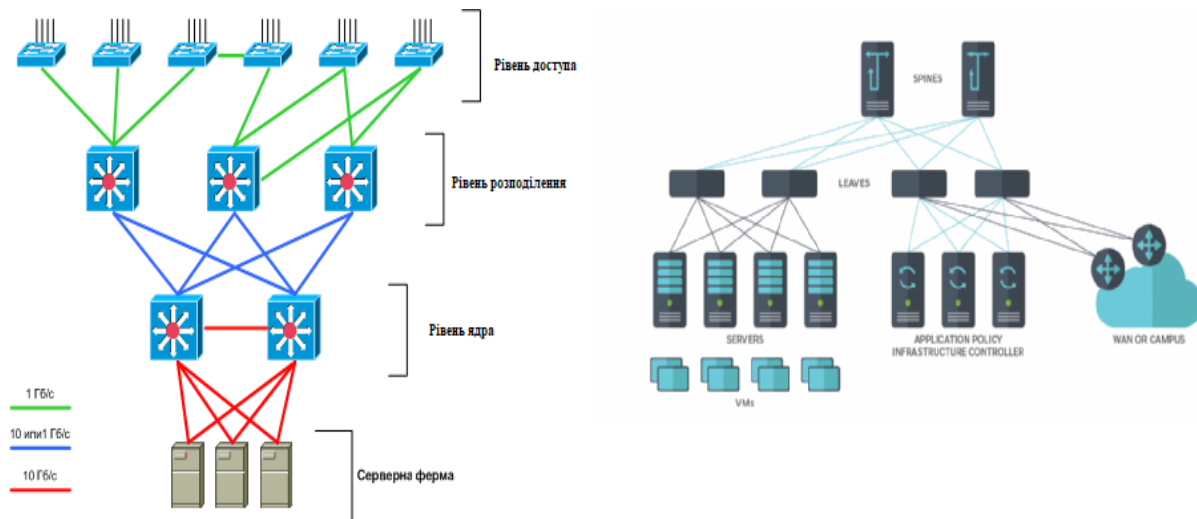 Рівень доступа
Рівень розподілення
Рівень ядра
1 Гб/с
10 или1 Гб/с
10 Гб/с
Серверна ферма
SPINES
LEAVES
SERVERS
VMs
APPLICATION POLICY
INFRASTRUCTURE CONTROLLER
WAN OR CAMPUS